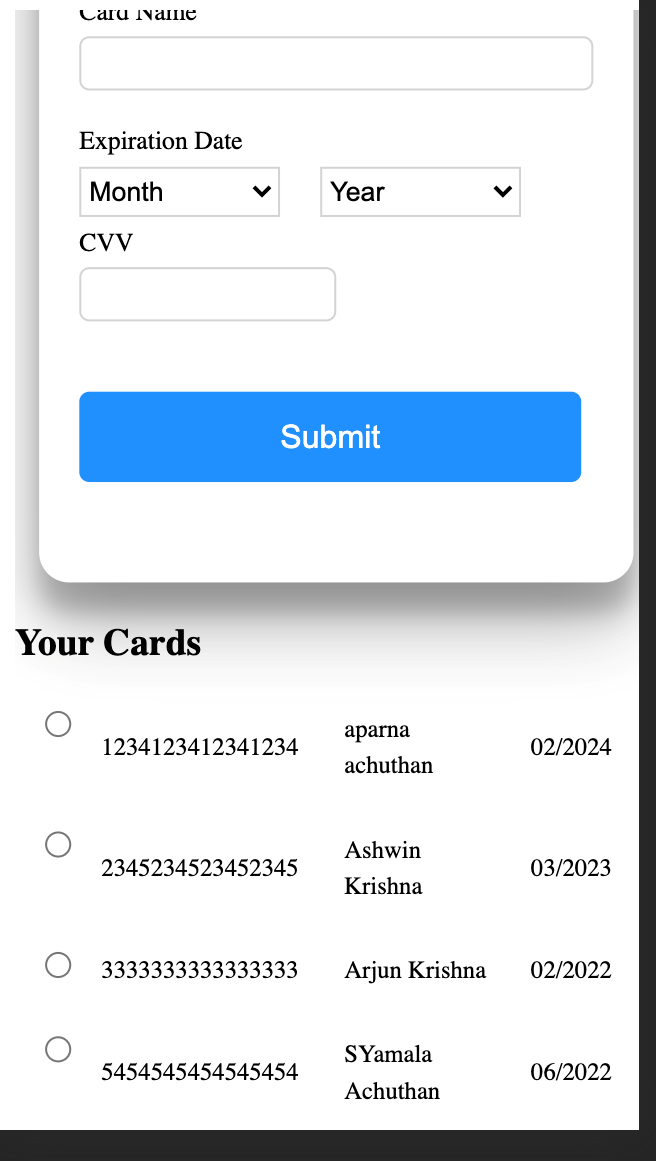 Card Name
Expiration Date
Month Year
CVV
Submit
Your Cards
1234123412341234 aparna achuthan 02/2024
2345234523452345 Ashwin Krishna 03/2023
3333333333333333 Arjun Krishna 02/2022
5454545454545454 SYamala Achuthan 06/2022